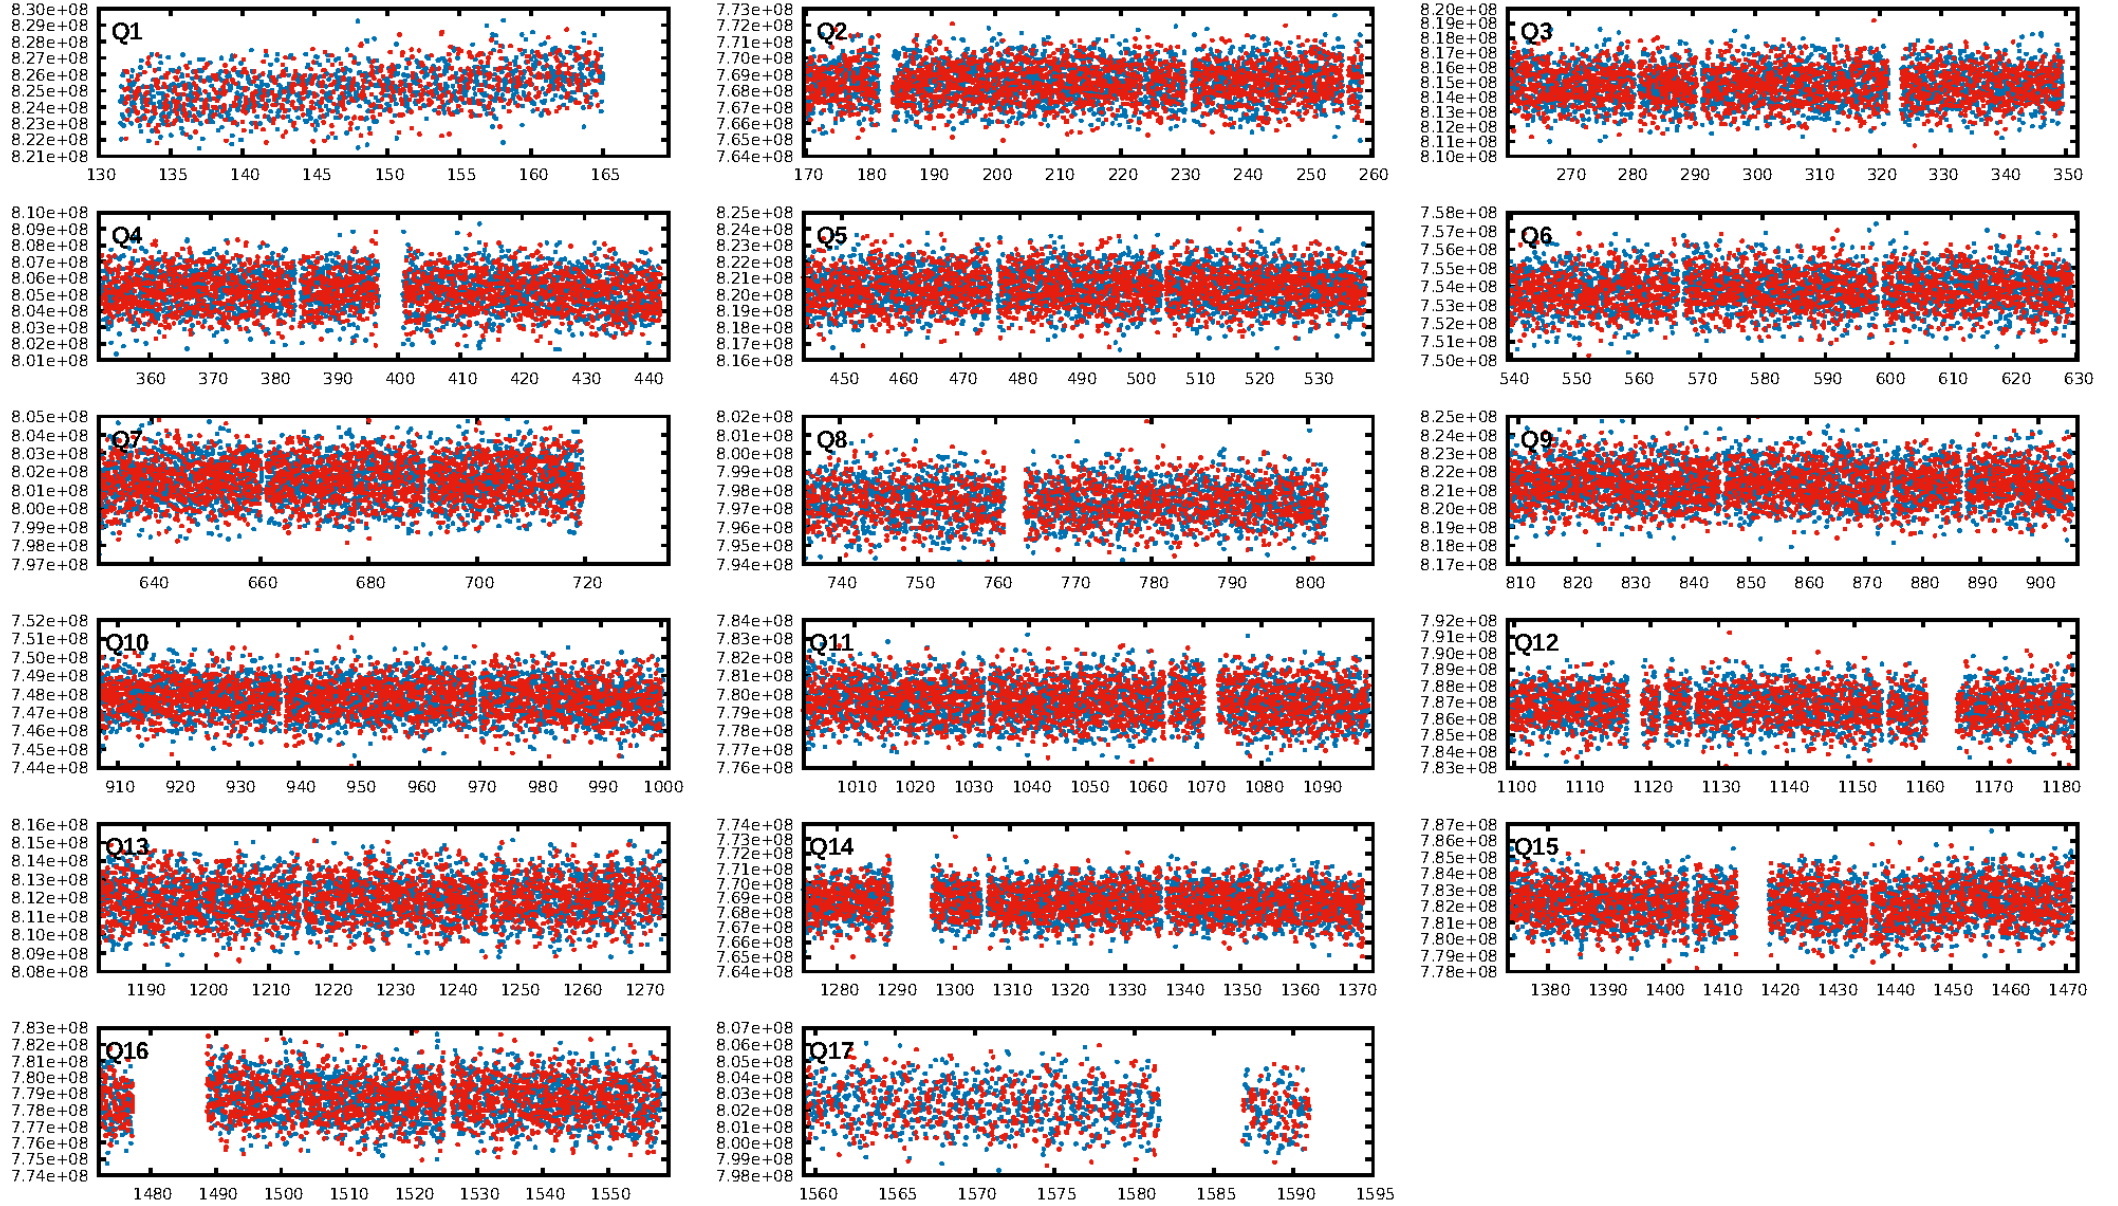 Q1
8.30e+08
8.29e+08
8.28e+08
8.27e+08
8.26e+08
8.25e+08
8.24e+08
8.23e+08
8.22e+08
8.21e+08
130 135 140 145 150 155 160 165
Q2
7.73e+08
7.72e+08
7.71e+08
7.70e+08
7.69e+08
7.68e+08
7.67e+08
7.66e+08
7.65e+08
7.64e+08
170 180 190 200 210 220 230 240 250 260
Q3
8.20e+08
8.19e+08
8.18e+08
8.17e+08
8.16e+08
8.15e+08
8.14e+08
8.13e+08
8.12e+08
8.11e+08
8.10e+08
270 280 290 300 310 320 330 340 350
Q4
8.10e+08
8.09e+08
8.08e+08
8.07e+08
8.06e+08
8.05e+08
8.04e+08
8.03e+08
8.02e+08
8.01e+08
360 370 380 390 400 410 420 430 440
Q5
8.25e+08
8.24e+08
8.23e+08
8.22e+08
8.21e+08
8.20e+08
8.19e+08
8.18e+08
8.17e+08
8.16e+08
450 460 470 480 490 500 510 520 530
Q6
7.58e+08
7.57e+08
7.56e+08
7.55e+08
7.54e+08
7.53e+08
7.52e+08
7.51e+08
7.50e+08
540 550 560 570 580 590 600 610 620 630
Q7
8.05e+08
8.04e+08
8.03e+08
8.02e+08
8.01e+08
8.00e+08
7.99e+08
7.98e+08
7.97e+08
640 660 680 700 720
Q8
8.02e+08
8.01e+08
8.00e+08
7.99e+08
7.98e+08
7.97e+08
7.96e+08
7.95e+08
7.94e+08
740 750 760 770 780 790 800
Q9
8.25e+08
8.24e+08
8.23e+08
8.22e+08
8.21e+08
8.20e+08
8.19e+08
8.18e+08
8.17e+08
810 820 830 840 850 860 870 880 890 900
Q10
7.52e+08
7.51e+08
7.50e+08
7.49e+08
7.48e+08
7.47e+08
7.46e+08
7.45e+08
7.44e+08
910 920 930 940 950 960 970 980 990 1000
Q11
7.84e+08
7.83e+08
7.82e+08
7.81e+08
7.80e+08
7.79e+08
7.78e+08
7.77e+08
7.76e+08
1010 1020 1030 1040 1050 1060 1070 1080 1090
Q12
7.92e+08
7.91e+08
7.90e+08
7.89e+08
7.88e+08
7.87e+08
7.86e+08
7.85e+08
7.84e+08
7.83e+08
1100 1110 1120 1130 1140 1150 1160 1170 1180
Q13
8.16e+08
8.15e+08
8.14e+08
8.13e+08
8.12e+08
8.11e+08
8.10e+08
8.09e+08
8.08e+08
1190 1200 1210 1220 1230 1240 1250 1260 1270
Q14
7.74e+08
7.73e+08
7.72e+08
7.71e+08
7.70e+08
7.69e+08
7.68e+08
7.67e+08
7.66e+08
7.65e+08
7.64e+08
1280 1290 1300 1310 1320 1330 1340 1350 1360 1370
Q15
7.87e+08
7.86e+08
7.85e+08
7.84e+08
7.83e+08
7.82e+08
7.81e+08
7.80e+08
7.79e+08
7.78e+08
1380 1390 1400 1410 1420 1430 1440 1450 1460 1470
Q16
7.83e+08
7.82e+08
7.81e+08
7.80e+08
7.79e+08
7.78e+08
7.77e+08
7.76e+08
7.75e+08
7.74e+08
1480 1490 1500 1510 1520 1530 1540 1550
Q17
8.07e+08
8.06e+08
8.05e+08
8.04e+08
8.03e+08
8.02e+08
8.01e+08
8.00e+08
7.99e+08
7.98e+08
1560 1565 1570 1575 1580 1585 1590 1595